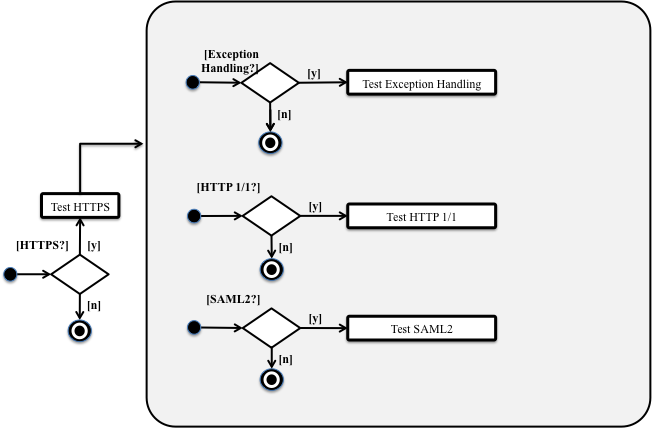 [Exception
Handling?]
[y]
Test Exception Handling
[n]
[HTTP 1/1?]
[y]
Test HTTP 1/1
[n]
Test HTTPS
[HTTPS?]
[y]
[n]
[SAML2?]
[y]
Test SAML2
[n]